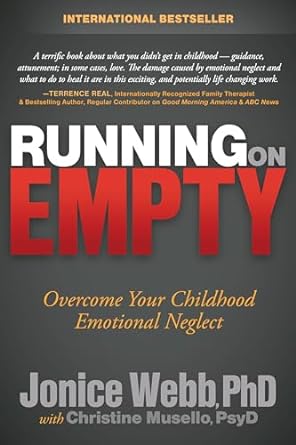 INTERNATIONAL BESTSELLER
A terrific book about what you didn't get in childhood — guidance,
attunement; in some cases, love. The damage caused by emotional neglect and
what to do to heal it are in this exciting, and potentially life changing work.
—TERRENCE REAL, Internationally Recognized Family Therapist
& Bestselling Author, Regular Contributor on Good Morning America & ABC News
RUNNING ON
EMPTY
Overcome Your Childhood
Emotional Neglect
Jonice Webb, PhD
with Christine Musello, PsyD